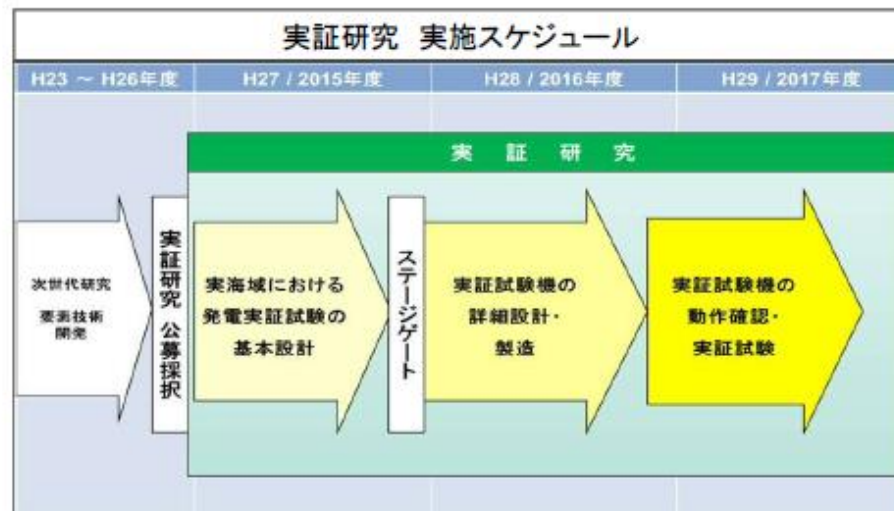 実証研究 実施スケジュール
H23 ～ H26年度
H27 / 2015年度
H28 / 2016年度
H29 / 2017年度
実証研究
次世代研究
要素技術
開発
実証研究 公募採択
実海域における
発電実証試験の
基本設計
ステージゲート
実証試験機の
詳細設計・
製造
実証試験機の
動作確認・
実証試験